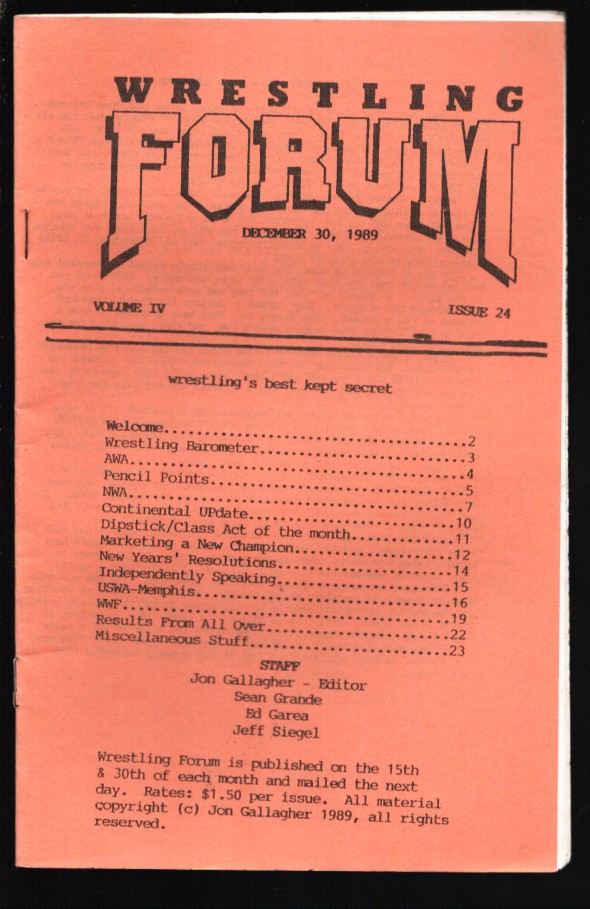 WRESTLING
FORUM
DECEMBER 30, 1989
VOLUME IV ISSUE 24
wrestling's best kept secret
Welcome..............................................2
Wrestling Barometer..................................3
AWA..................................................4
Pencil Points........................................5
NWA..................................................7
Continental UPdate..................................10
Dipstick/Class Act of the month.....................11
Marketing a New Champion............................12
New Years' Resolutions..............................14
Independently Speaking..............................15
USWA-Memphis........................................16
WWF.................................................19
Results From All Over...............................22
Miscellaneous Stuff.................................23
STAFF
Jon Gallagher - Editor
Sean Grande
Ed Garea
Jeff Siegel
Wrestling Forum is published on the 15th
& 30th of each month and mailed the next
day. Rates: $1.50 per issue. All material
copyright (c) Jon Gallagher 1989, all rights
reserved.